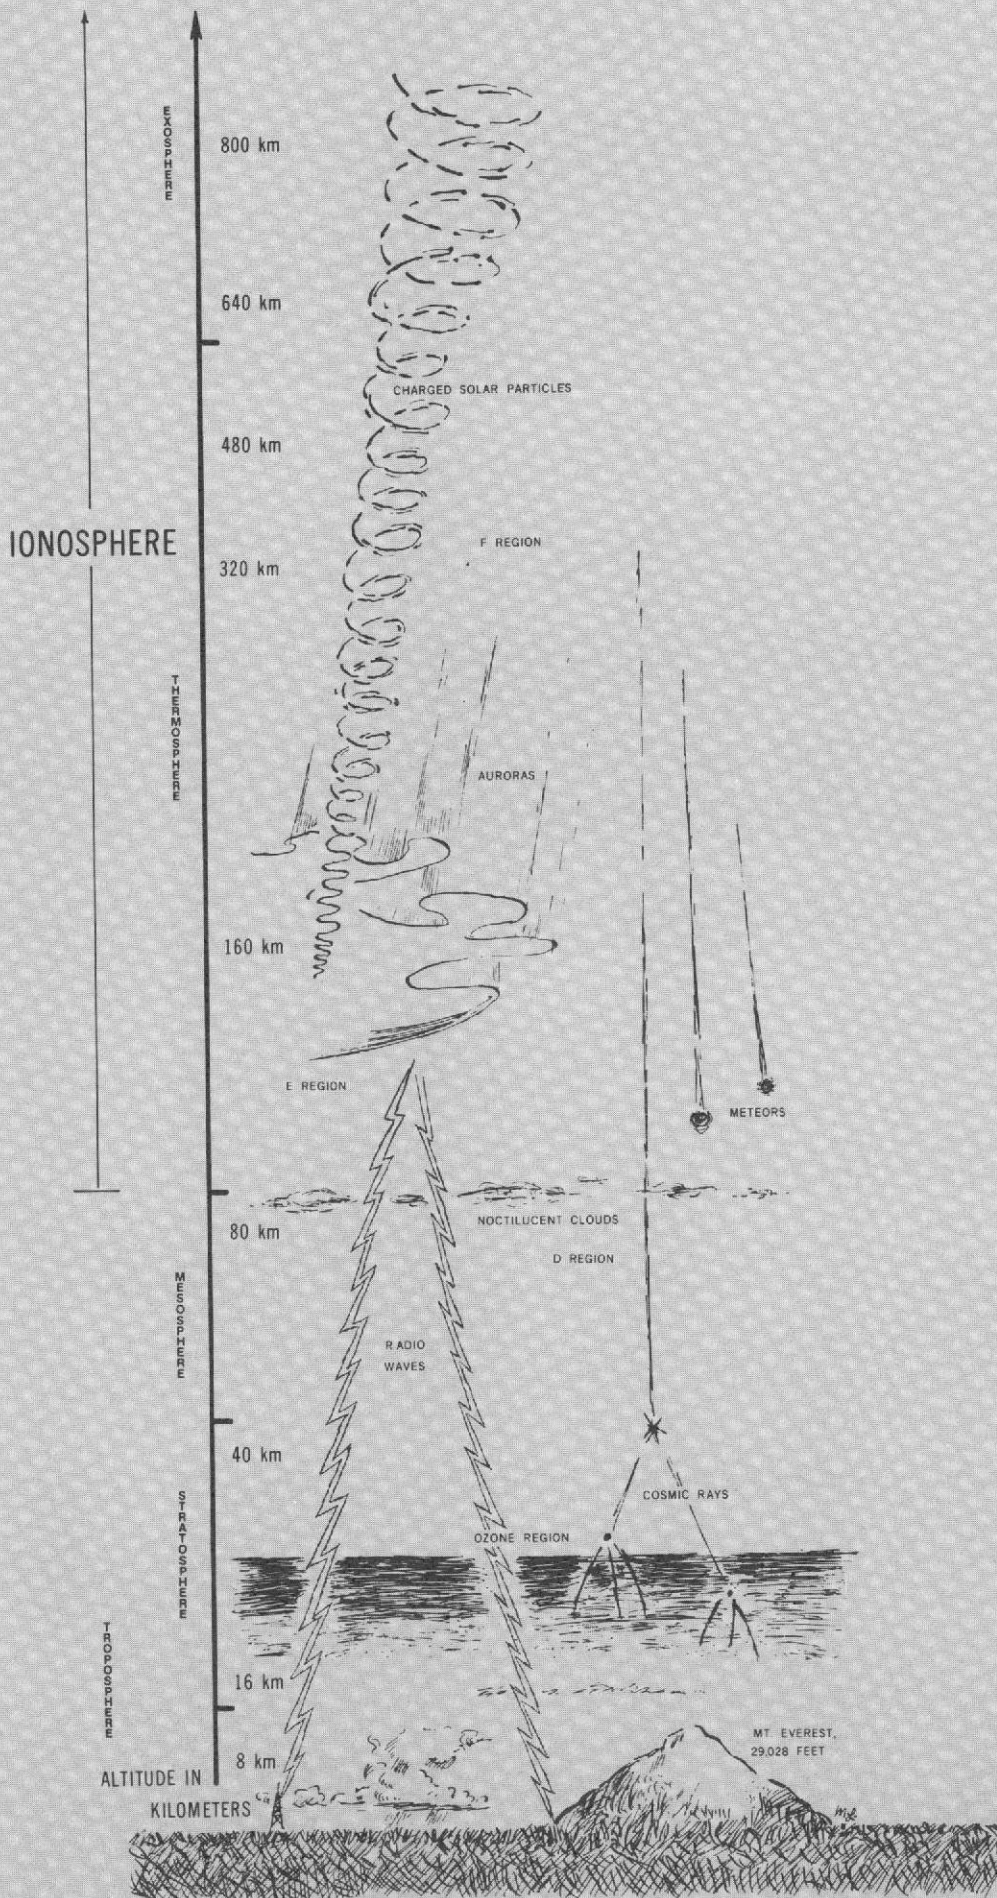 EXOSPHERE
800 km
640 km
CHARGED SOLAR PARTICLES
480 km
IONOSPHERE
F REGION
320 km
THERMOSPHERE
AURORAS
160 km
E REGION
METEORS
NOCTILUCENT CLOUDS
80 km
D REGION
MESOSPHERE
RADIO
WAVES
40 km
COSMIC RAYS
STRATOSPHERE
OZONE REGION
TROPOSPHERE
16 km
MT EVEREST,
29,028 FEET
8 km
ALTITUDE IN
KILOMETERS